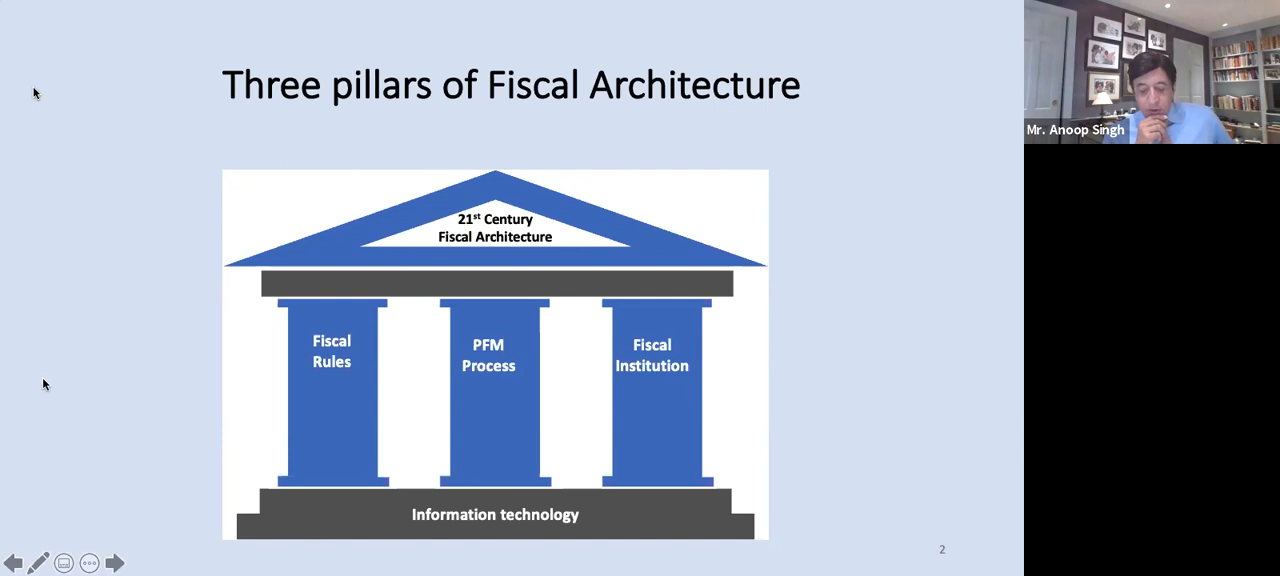 Three pillars of Fiscal Architecture
Mr. Anoop Singh
21st Century
Fiscal Architecture
Fiscal
Rules
PFM
Process
Fiscal
Institution
Information technology
2